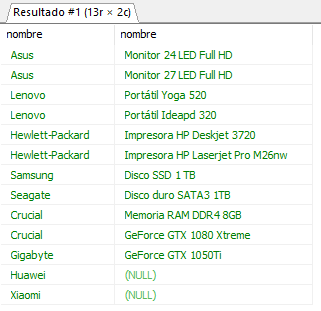 Resultado #1 (13r × 2c)
nombre nombre
Asus Monitor 24 LED Full HD
Asus Monitor 27 LED Full HD
Lenovo Portátil Yoga 520
Lenovo Portátil Ideapd 320
Hewlett-Packard Impresora HP Deskjet 3720
Hewlett-Packard Impresora HP Laserjet Pro M26nw
Samsung Disco SSD 1 TB
Seagate Disco duro SATA3 1TB
Crucial Memoria RAM DDR4 8GB
Crucial GeForce GTX 1080 Xtreme
Gigabyte GeForce GTX 1050Ti
Huawei (NULL)
Xiaomi (NULL)